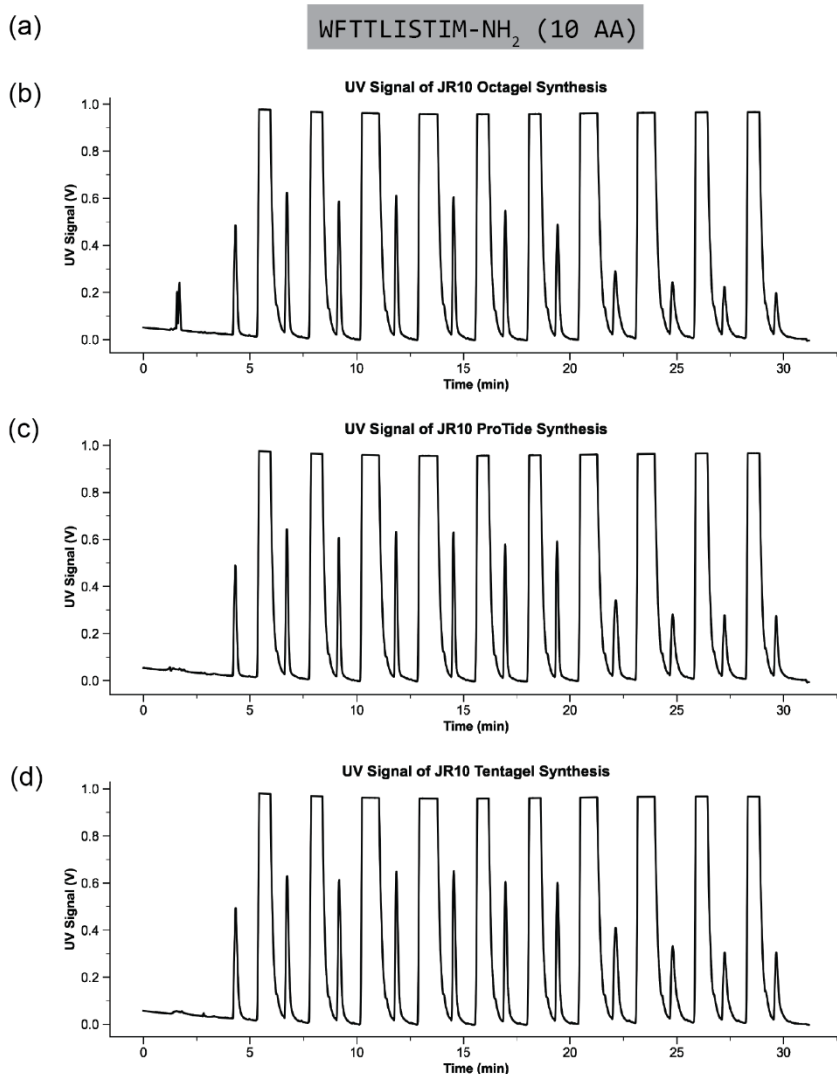 (a)
WFTTLISTIM-NH₂ (10 AA)
(b)
UV Signal of JR10 Octagel Synthesis
UV Signal (V)
1.0
0.8
0.6
0.4
0.2
0.0
0 5 10 15 20 25 30
Time (min)
(c)
UV Signal of JR10 ProTide Synthesis
UV Signal (V)
1.0
0.8
0.6
0.4
0.2
0.0
0 5 10 15 20 25 30
Time (min)
(d)
UV Signal of JR10 Tentagel Synthesis
UV Signal (V)
1.0
0.8
0.6
0.4
0.2
0.0
0 5 10 15 20 25 30
Time (min)